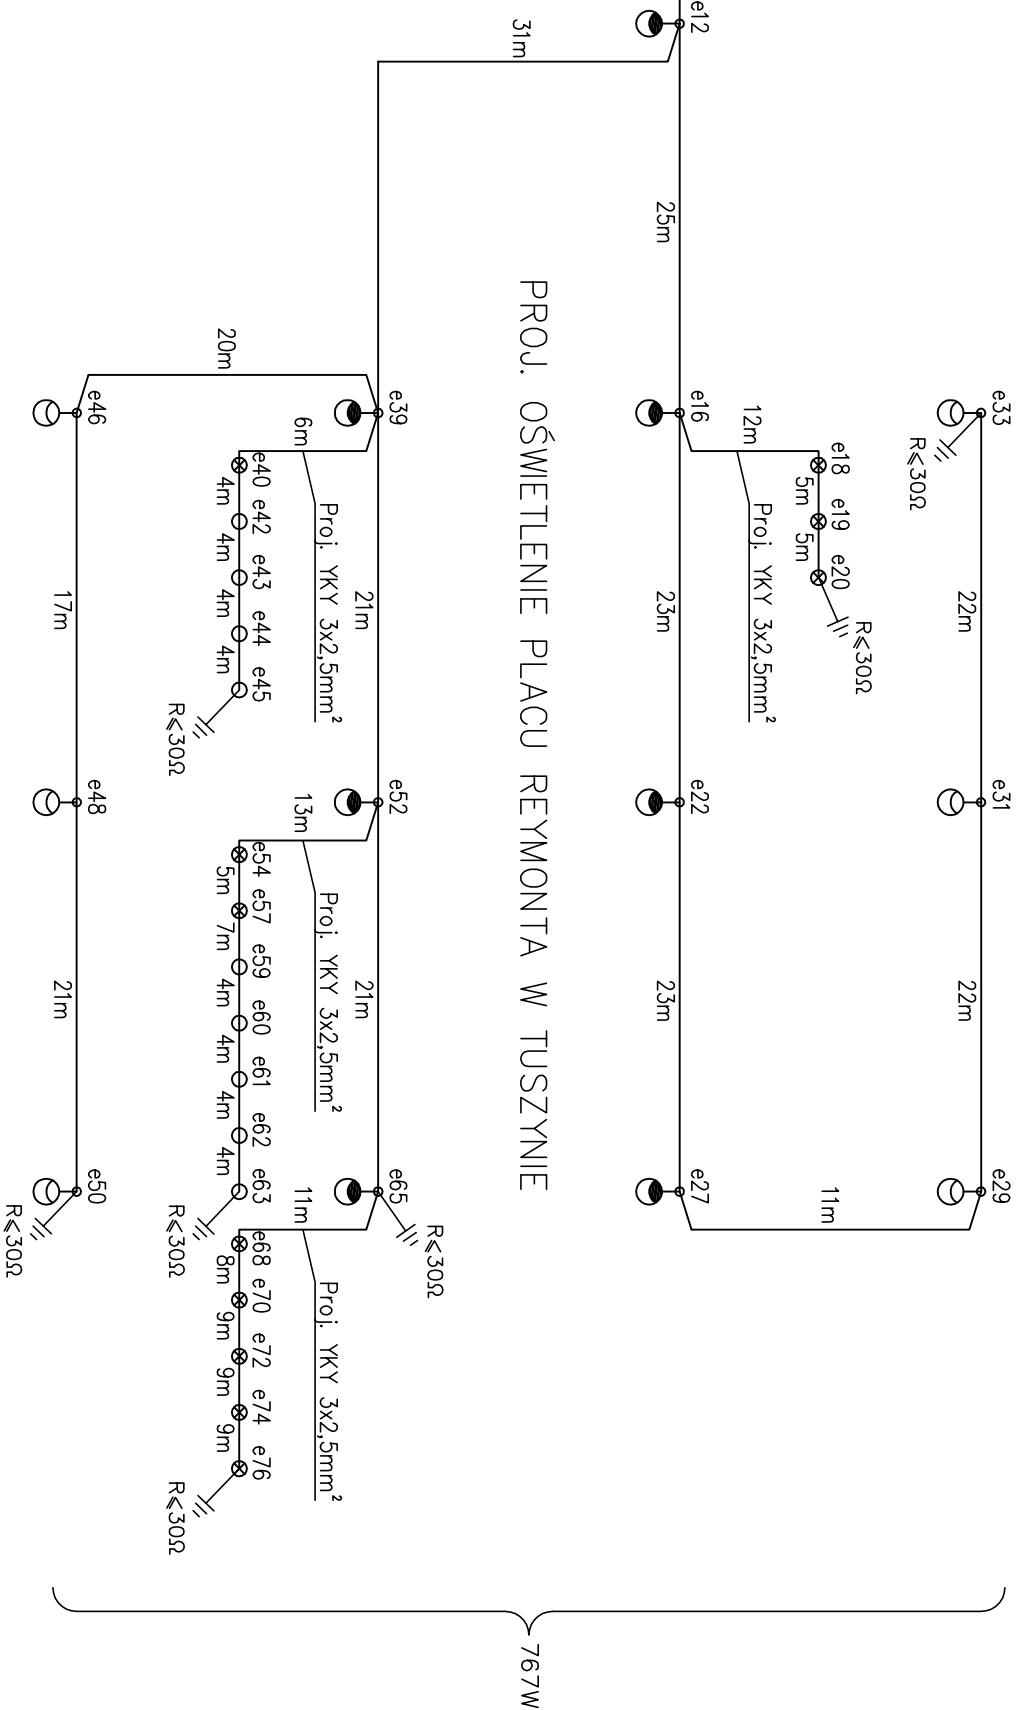 e33
e31
e29
R⩽30Ω
22m
22m
11m
e18
e19
e20
5m
5m
R⩽30Ω
12m
Proj. YKY 3x2,5mm²
e12
e16
e22
e27
25m
23m
23m
31m
PROJ. OŚWIETLENIE PLACU REYMONTA W TUSZYNIE
767W
e39
e52
e65
R⩽30Ω
21m
21m
6m
Proj. YKY 3x2,5mm²
13m
Proj. YKY 3x2,5mm²
11m
Proj. YKY 3x2,5mm²
e40
e42
e43
e44
e45
4m
4m
4m
4m
R⩽30Ω
e54
e57
e59
e60
e61
e62
e63
5m
7m
4m
4m
4m
4m
R⩽30Ω
e68
e70
e72
e74
e76
8m
9m
9m
9m
R⩽30Ω
20m
e46
e48
e50
17m
21m
R⩽30Ω